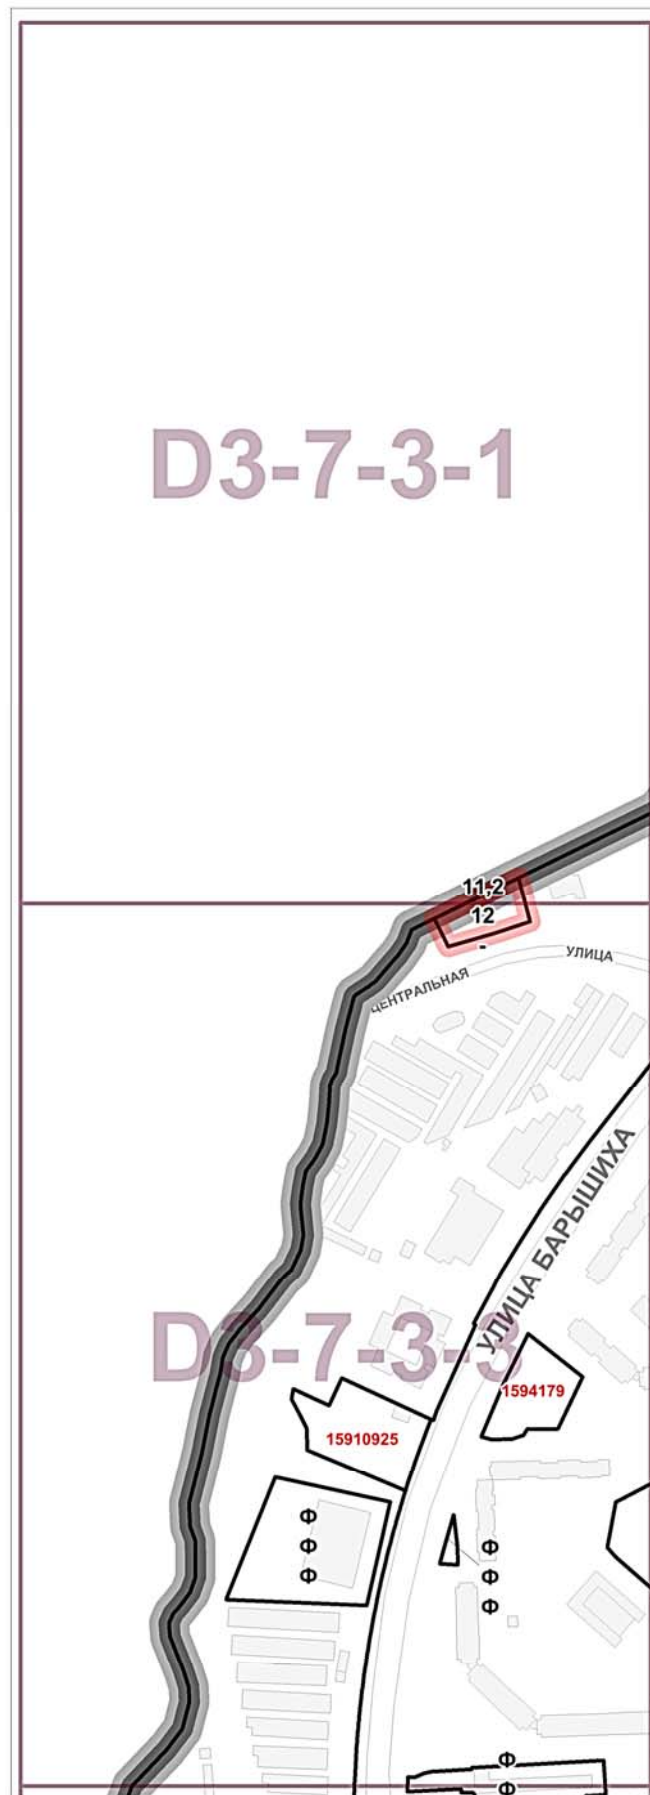 D3-7-3-1
11,2
12
-
УЛИЦА
ЦЕНТРАЛЬНАЯ
УЛИЦА БАРЫШИХА
D3-7-3-3
1594179
15910925
Ф
Ф
Ф
Ф
Ф
Ф
Ф
Ф